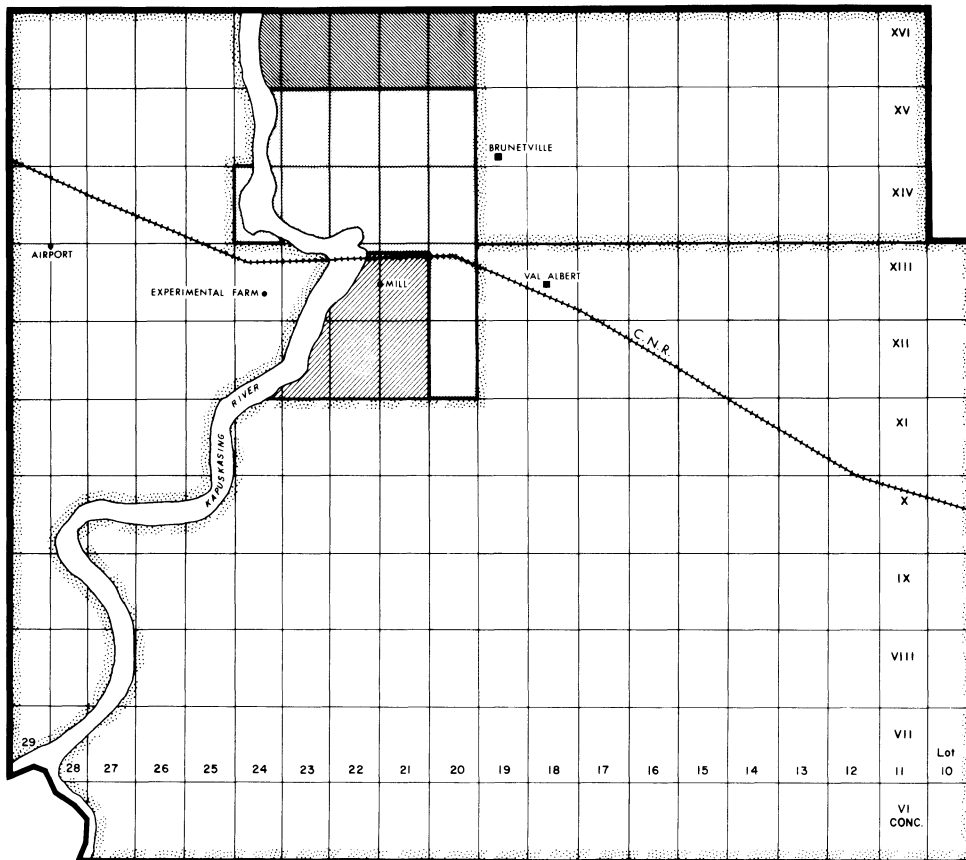 XVI
XV
BRUNETVILLE
XIV
AIRPORT
EXPERIMENTAL FARM
MILL
VAL ALBERT
XIII
C.N.R.
XII
RIVER
XI
KAPUSKASING
X
IX
VIII
VII
29
Lot
28 27 26 25 24 23 22 21 20 19 18 17 16 15 14 13 12 11 10
VI
CONC.